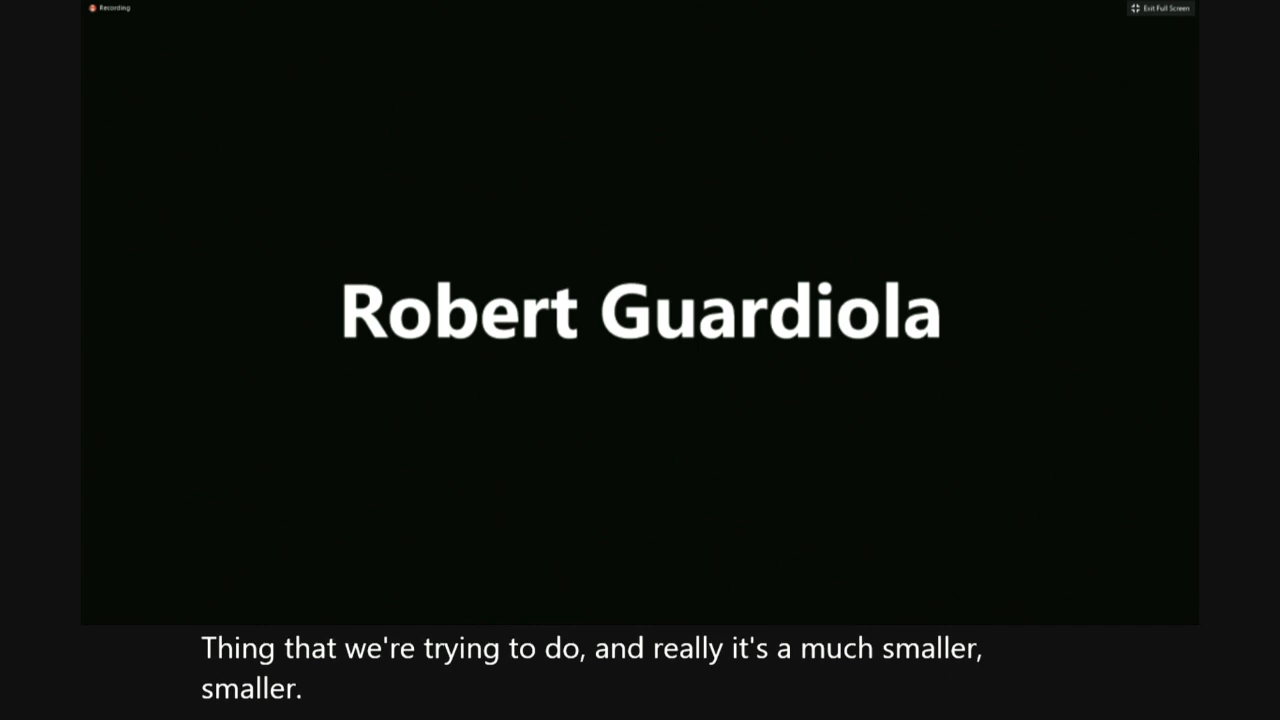 Recording
Exit Full Screen
Robert Guardiola
Thing that we're trying to do, and really it's a much smaller,
smaller.